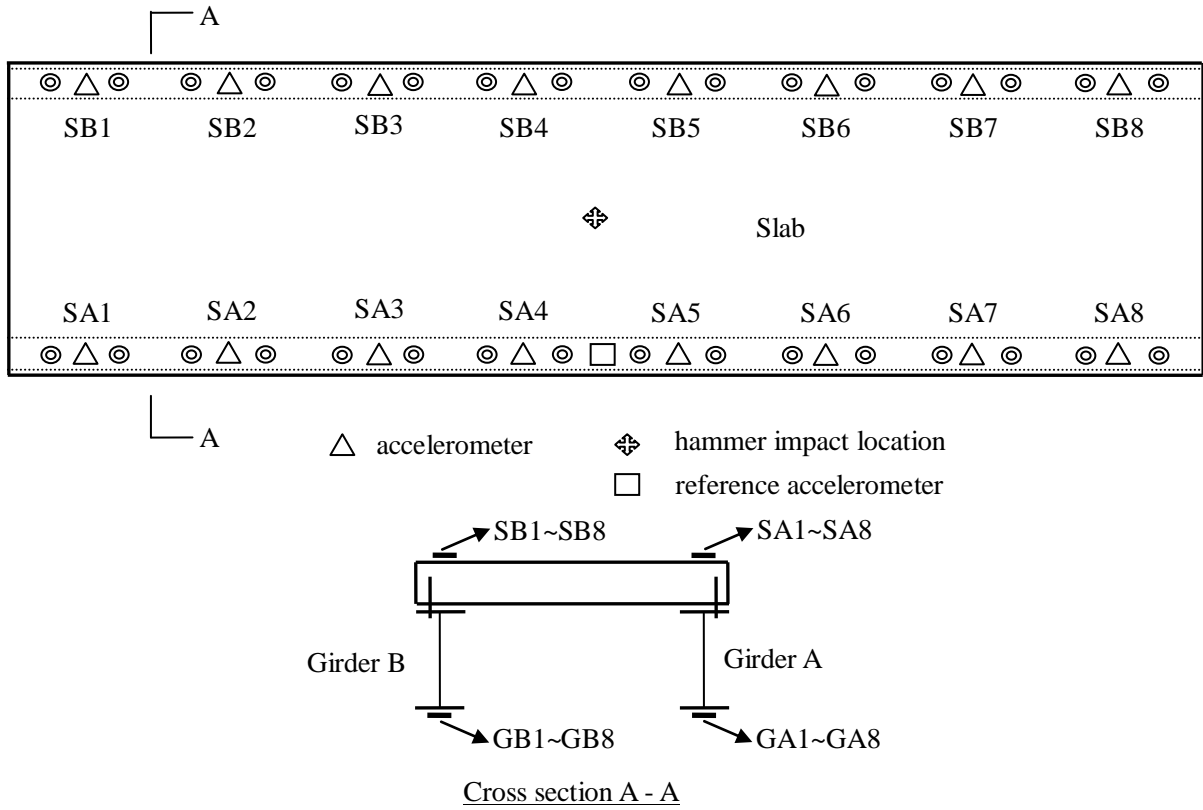 A
SB1 SB2 SB3 SB4 SB5 SB6 SB7 SB8
Slab
SA1 SA2 SA3 SA4 SA5 SA6 SA7 SA8
A
accelerometer
hammer impact location
reference accelerometer
SB1~SB8
SA1~SA8
Girder B
Girder A
GB1~GB8
GA1~GA8
Cross section A - A